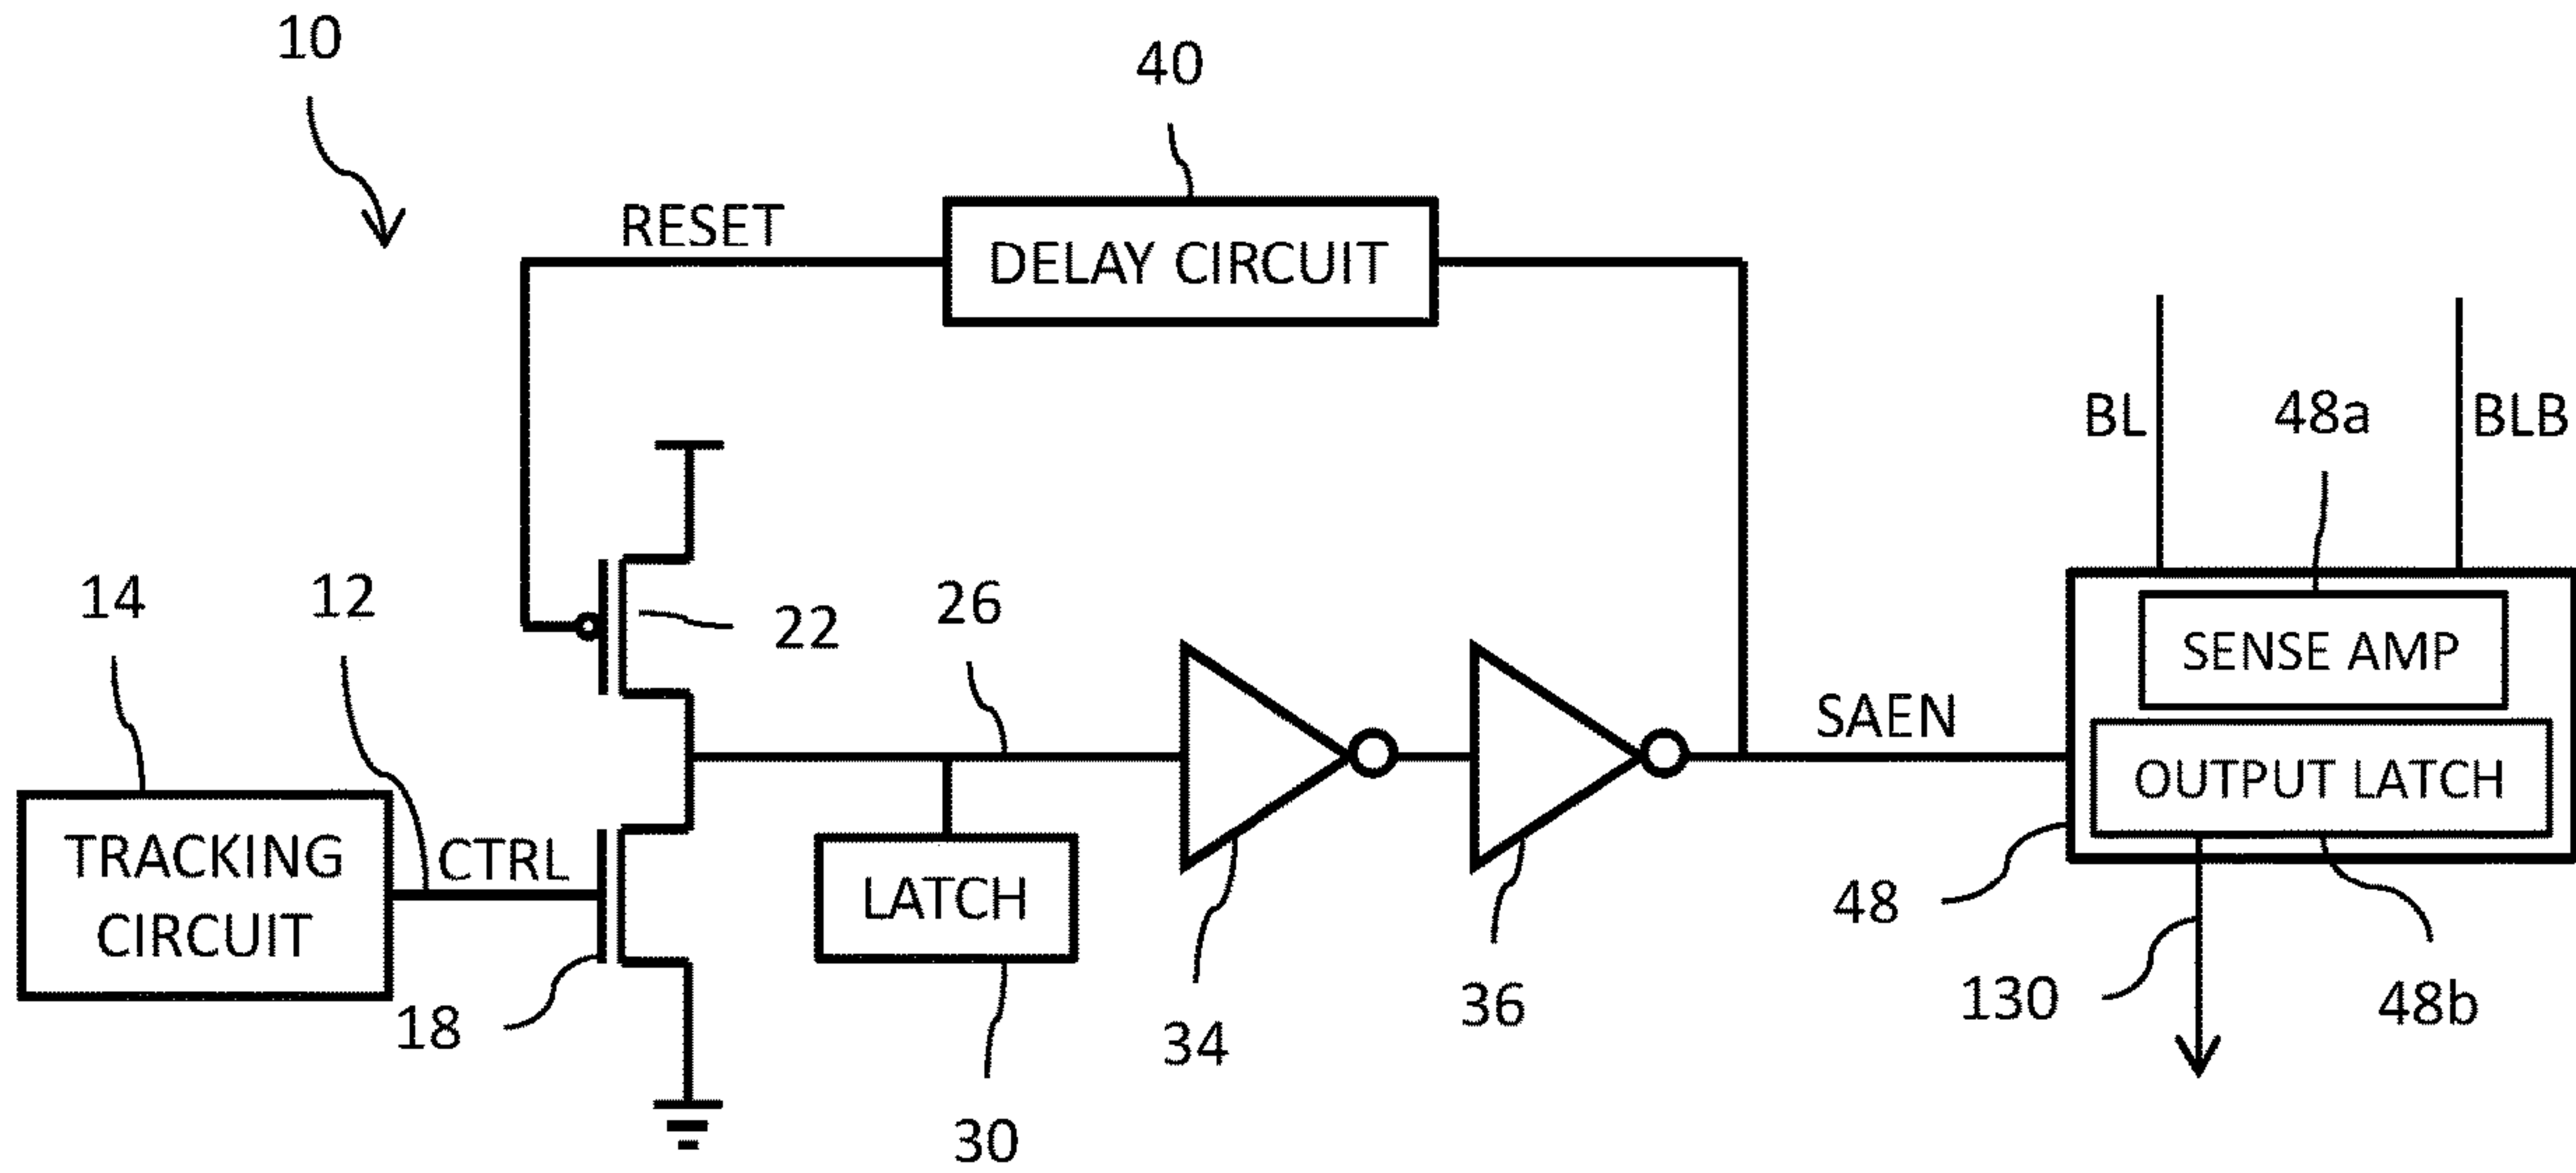 10
40
RESET
DELAY CIRCUIT
BL
48a
BLB
14
12
22
26
SENSE AMP
SAEN
OUTPUT LATCH
TRACKING
CIRCUIT
CTRL
LATCH
48
18
34
36
130
48b
30